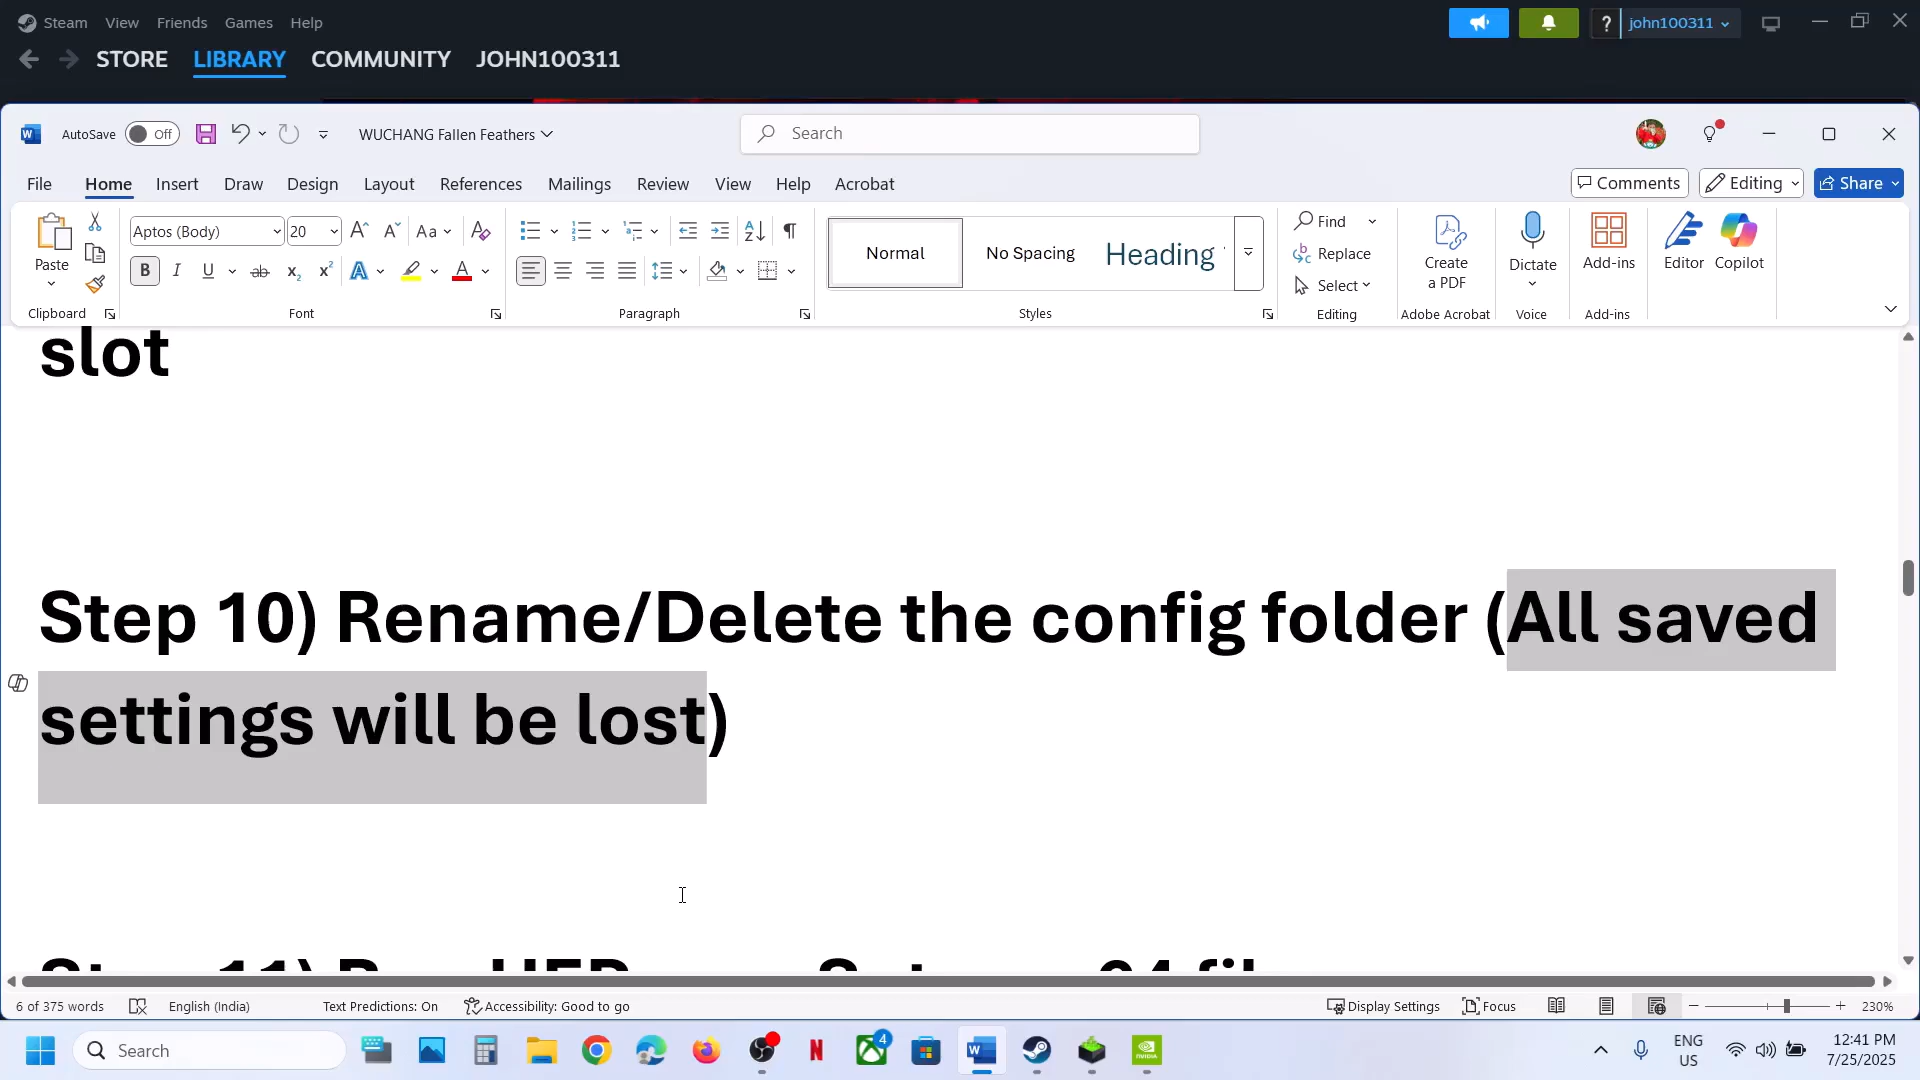 Steam View Friends Games Help
john100311
STORE LIBRARY COMMUNITY JOHN100311
AutoSave Off WUCHANG Fallen Feathers Search
File Home Insert Draw Design Layout References Mailings Review View Help Acrobat Comments Editing Share
Paste Aptos (Body) 20 Normal No Spacing Heading Find Replace Select Create a PDF Dictate Add-ins Editor Copilot
Clipboard Font Paragraph Styles Editing Adobe Acrobat Voice Add-ins
slot
Step 10) Rename/Delete the config folder (All saved
settings will be lost)
6 of 375 words English (India) Text Predictions: On Accessibility: Good to go Display Settings Focus 230%
Search 4 ENG US 12:41 PM 7/25/2025